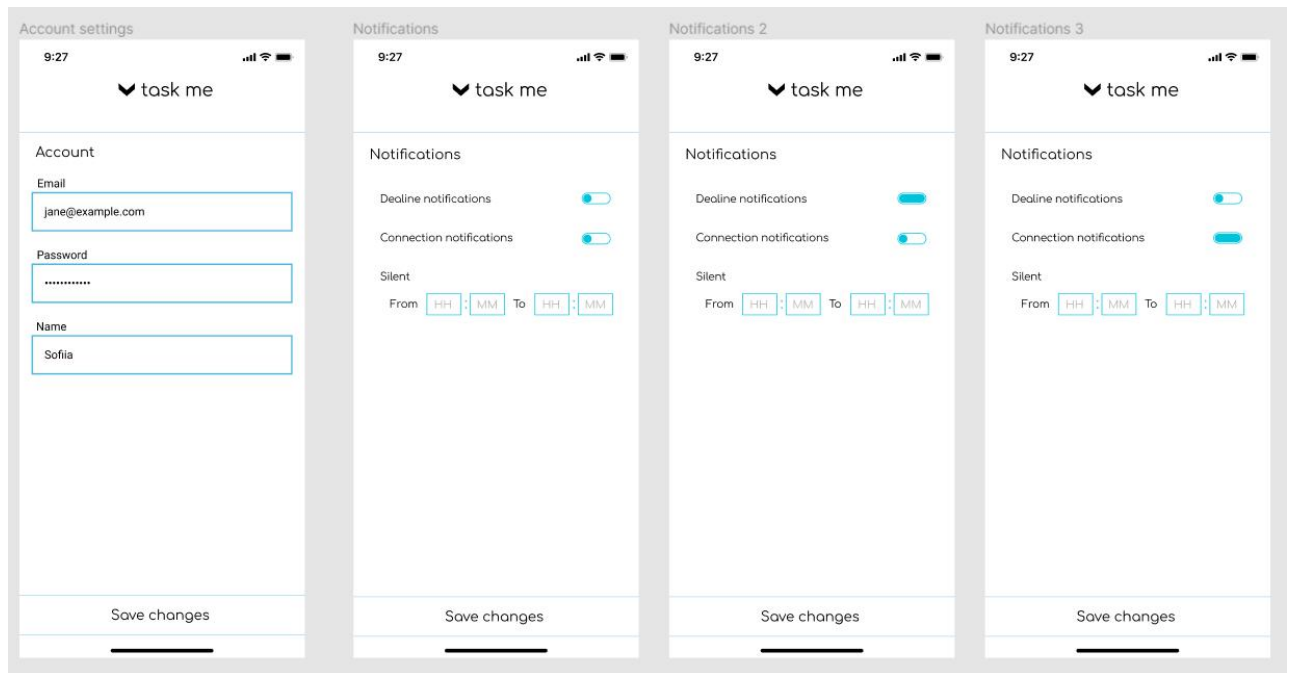 Account settings
9:27
task me
Account
Email
jane@example.com
Password
Name
Sofiia
Save changes
Notifications
9:27
task me
Notifications
Dealine notifications
Connection notifications
Silent
From HH : MM To HH : MM
Save changes
Notifications 2
9:27
task me
Notifications
Dealine notifications
Connection notifications
Silent
From HH : MM To HH : MM
Save changes
Notifications 3
9:27
task me
Notifications
Dealine notifications
Connection notifications
Silent
From HH : MM To HH : MM
Save changes